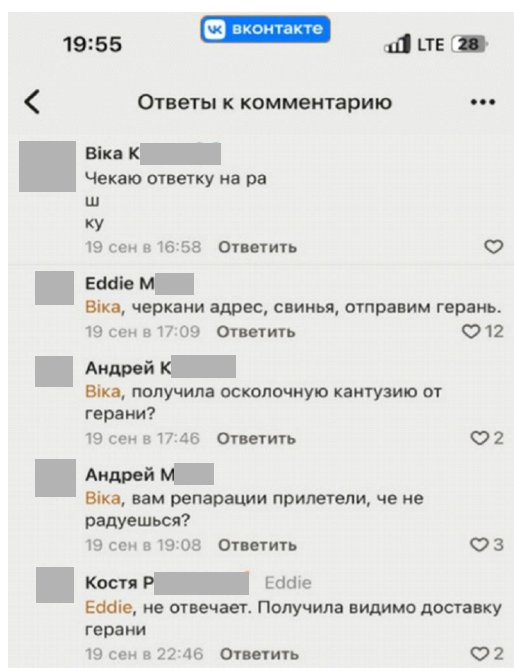 вконтакте
19:55
LTE 28
Ответы к комментарию
Віка К
Чекаю ответку на ра
ш
ку
19 сен в 16:58 Ответить
Eddie M
Віка, черкани адрес, свинья, отправим герань.
19 сен в 17:09 Ответить 12
Андрей К
Віка, получила осколочную кантузию от
герани?
19 сен в 17:46 Ответить 2
Андрей М
Віка, вам репарации прилетели, че не
радуешься?
19 сен в 19:08 Ответить 3
Костя Р Eddie
Eddie, не отвечает. Получила видимо доставку
герани
19 сен в 22:46 Ответить 2